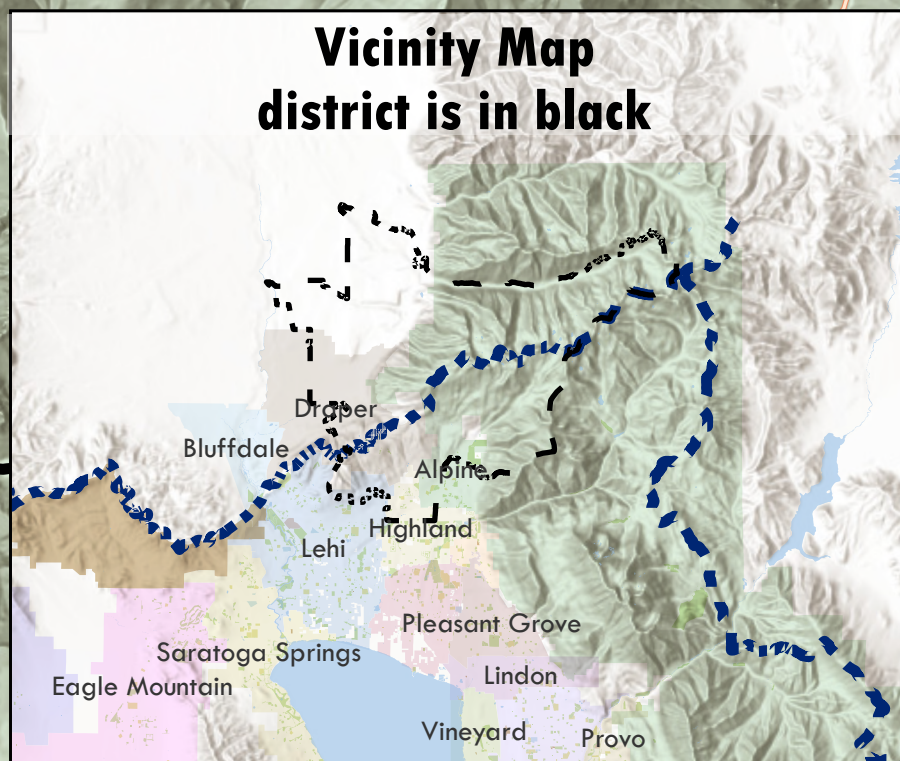 Vicinity Map
district is in black
Draper
Bluffdale
Alpine
Highland
Lehi
Pleasant Grove
Saratoga Springs
Lindon
Eagle Mountain
Vineyard
Provo